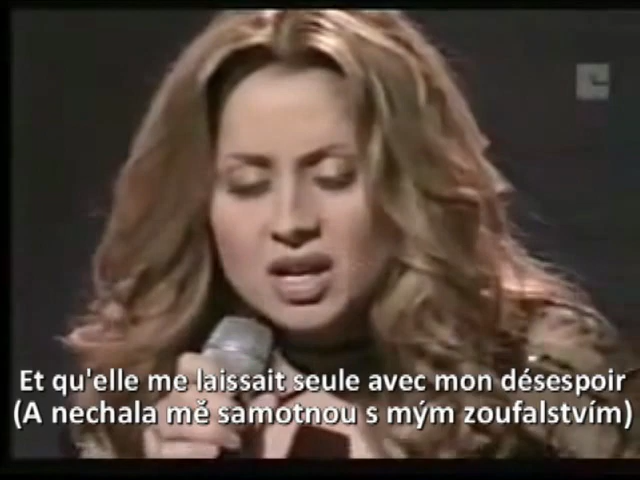 Et qu'elle me laissait seule avec mon désespoir
(A nechala mě samotnou s mým zoufalstvím)